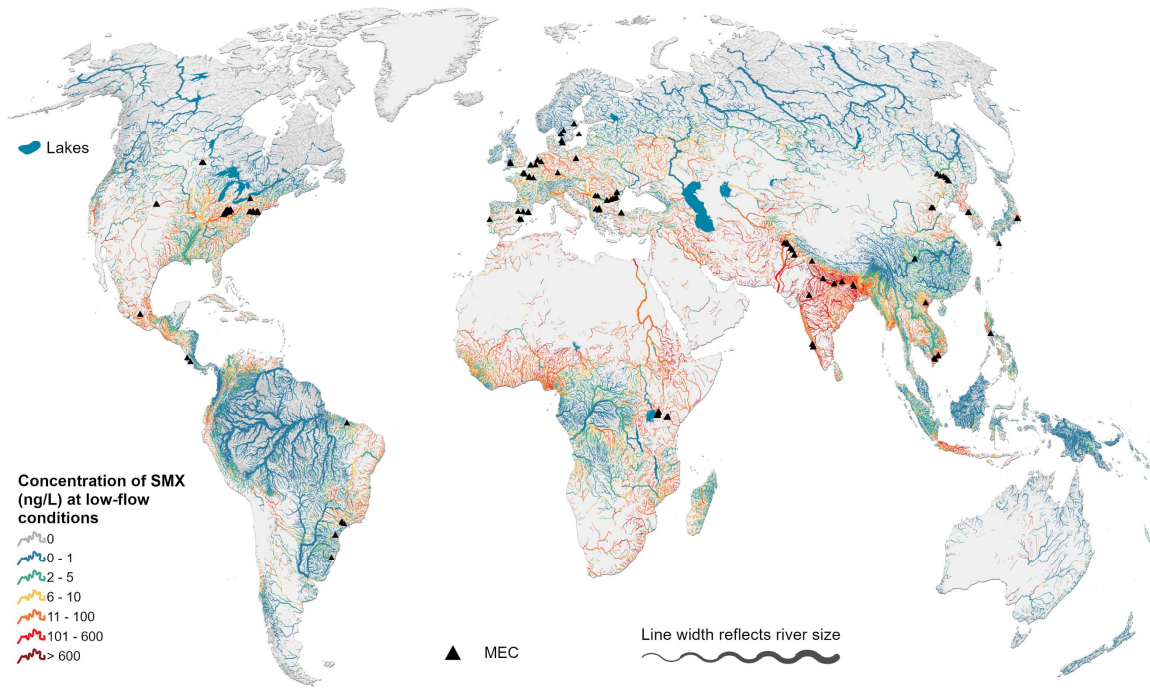 Lakes
Concentration of SMX
(ng/L) at low-flow
conditions
0
0 - 1
2 - 5
6 - 10
11 - 100
101 - 600
> 600
MEC
Line width reflects river size